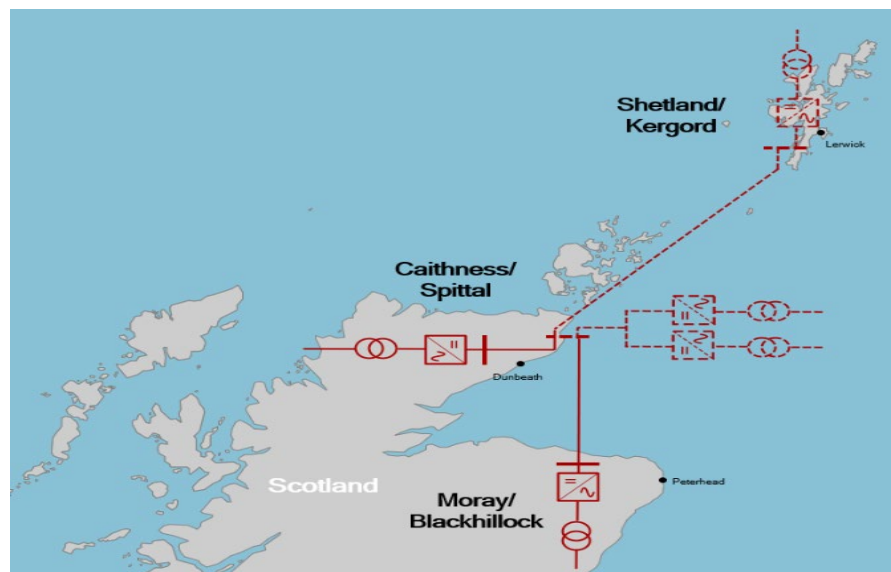 Shetland/
Kergord
Lerwick
Caithness/
Spittal
Dunbeath
Scotland
Moray/
Blackhillock
Peterhead